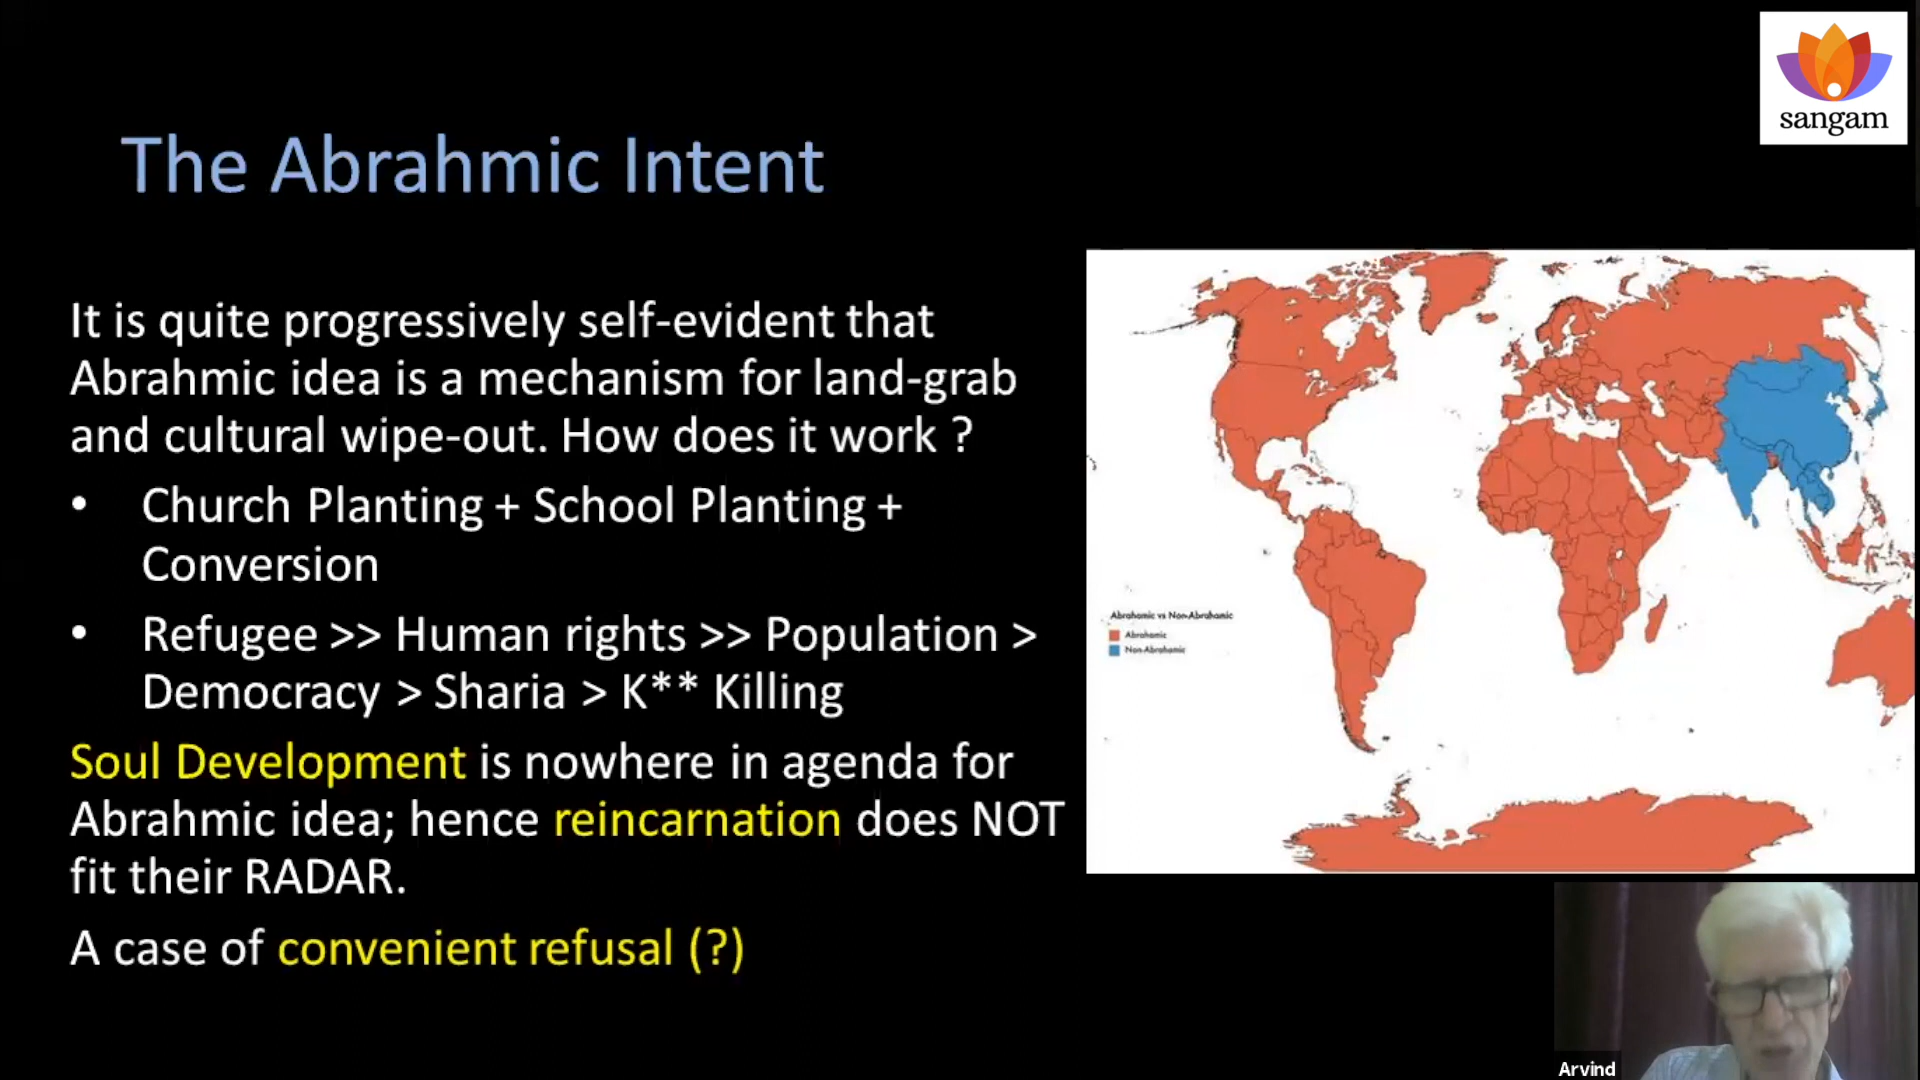 sangam
The Abrahmic Intent
It is quite progressively self-evident that
Abrahmic idea is a mechanism for land-grab
and cultural wipe-out. How does it work ?
• Church Planting + School Planting +
Conversion
• Refugee >> Human rights >> Population >
Democracy > Sharia > K** Killing
Soul Development is nowhere in agenda for
Abrahmic idea; hence reincarnation does NOT
fit their RADAR.
A case of convenient refusal (?)
Abrahamic vs Non-Abrahamic
Abrahamic
Non-Abrahamic
Arvind